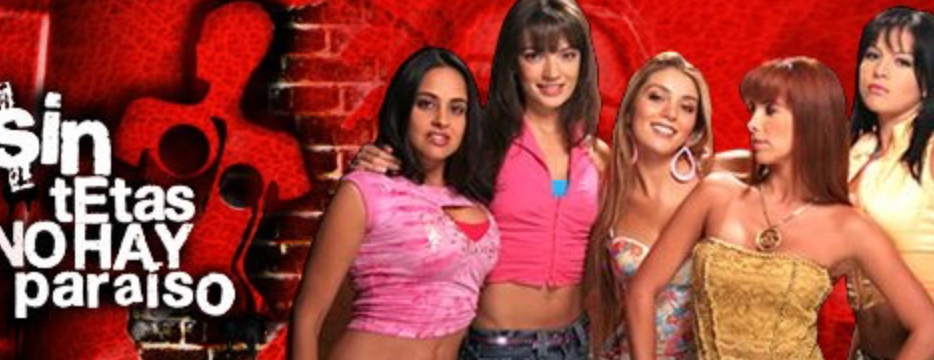 sin
tEtas
NO HAY
paraíso